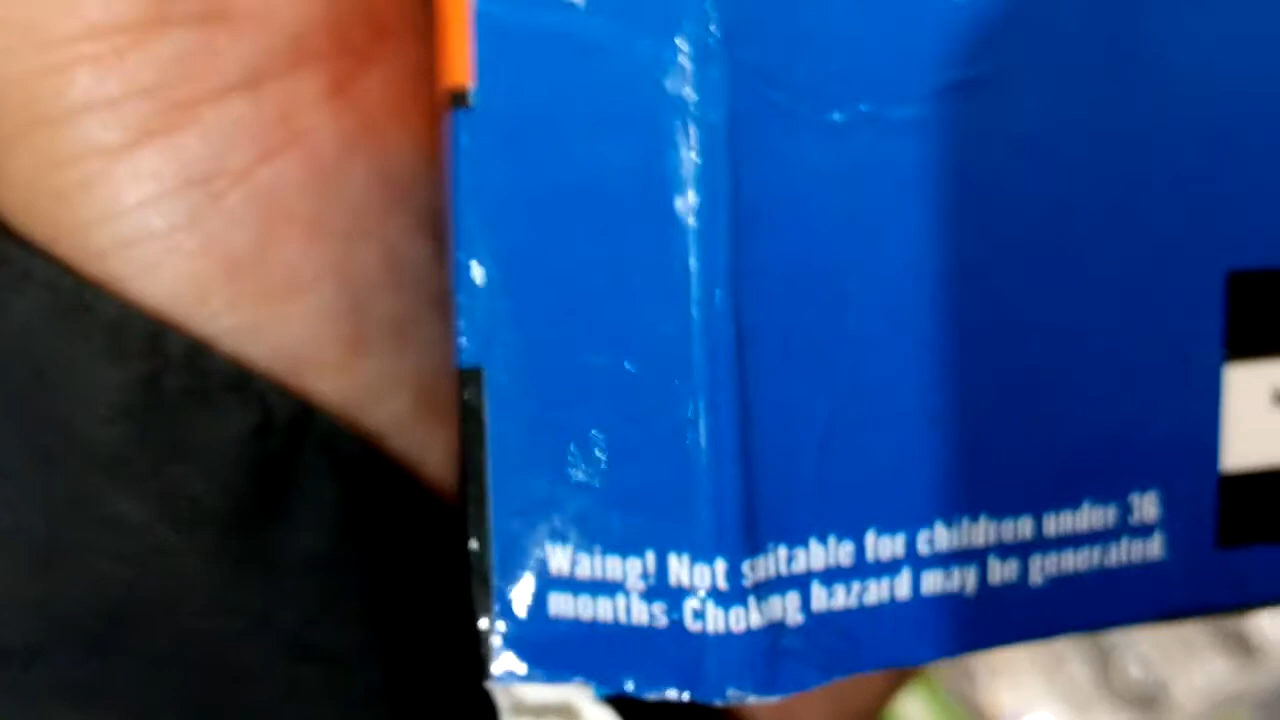 Waing! Not suitable for children under 36
months Choking hazard may be generated